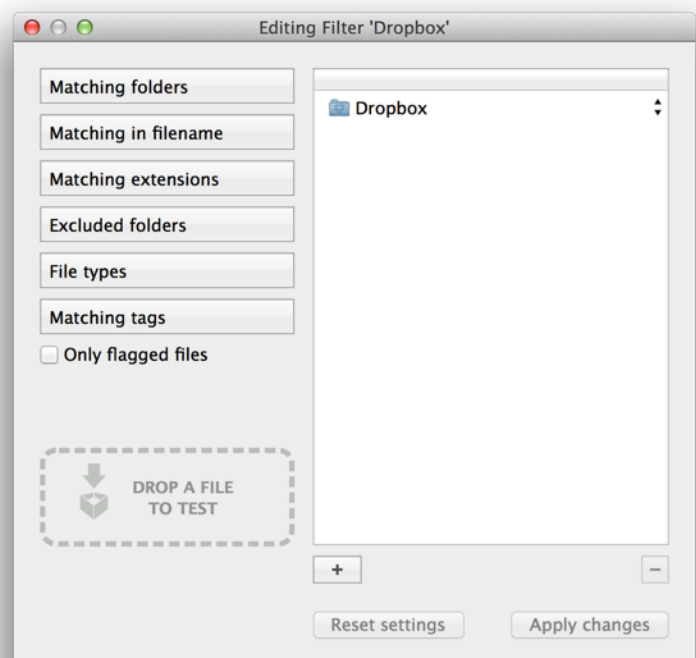 Editing Filter 'Dropbox'
Matching folders
Matching in filename
Matching extensions
Excluded folders
File types
Matching tags
Only flagged files
DROP A FILE
TO TEST
Dropbox
+
−
Reset settings
Apply changes